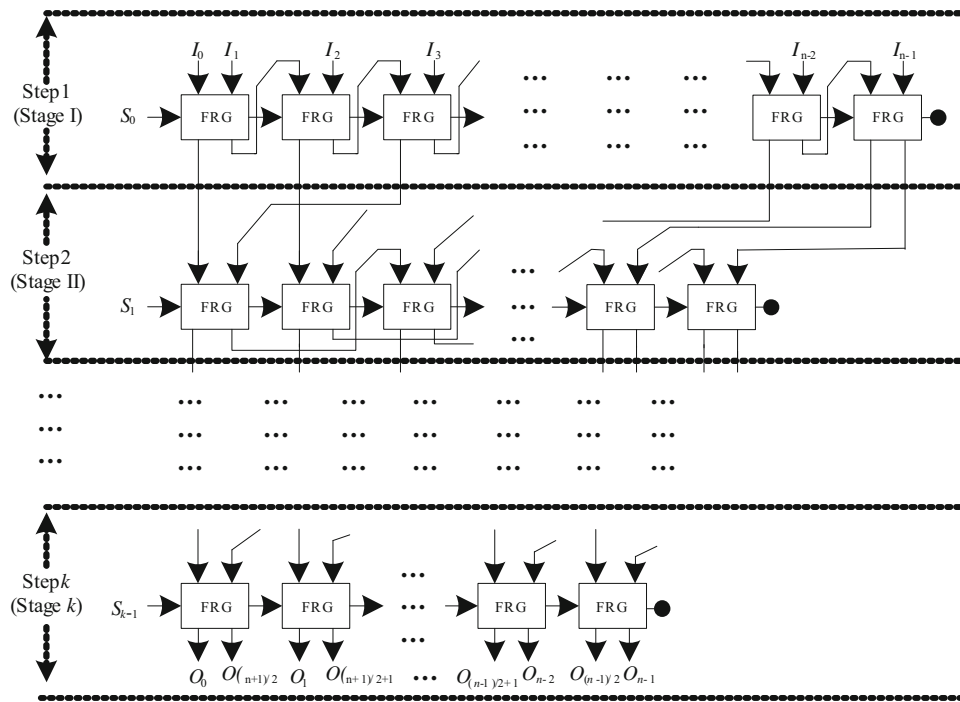 I0 I1 I2 I3 ... ... ... In-2 In-1
Step1
(Stage I)
S0 FRG FRG FRG ... ... ... FRG FRG
... ... ...
Step2
(Stage II)
...
S1 FRG FRG FRG ... FRG FRG
...
... ... ... ... ... ... ... ...
... ... ... ... ... ... ... ...
... ... ... ... ... ... ... ...
Stepk
(Stage k)
...
Sk-1 FRG FRG ... FRG FRG
...
O0 O(n+1)/2 O1 O(n+1)/2+1 ... O(n-1)/2+1 On-2 O(n-1)/2 On-1